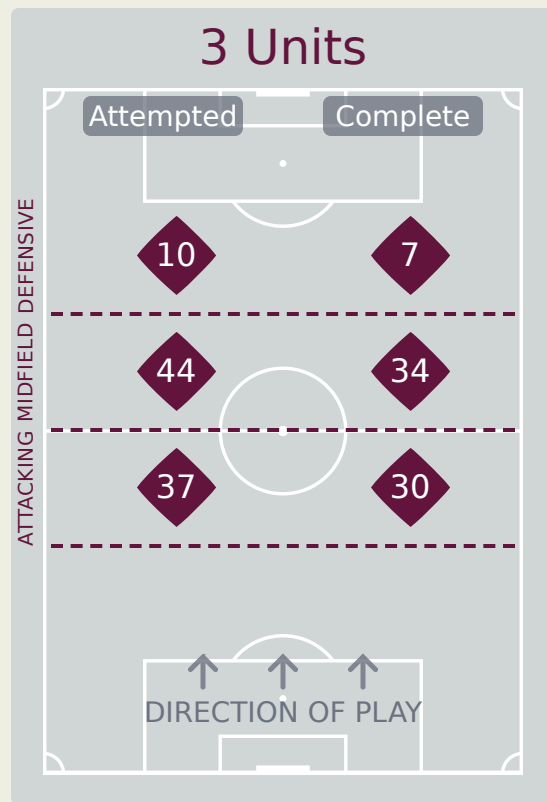 3 Units
Attempted
Complete
10
7
44
34
37
30
ATTACKING MIDFIELD DEFENSIVE
DIRECTION OF PLAY